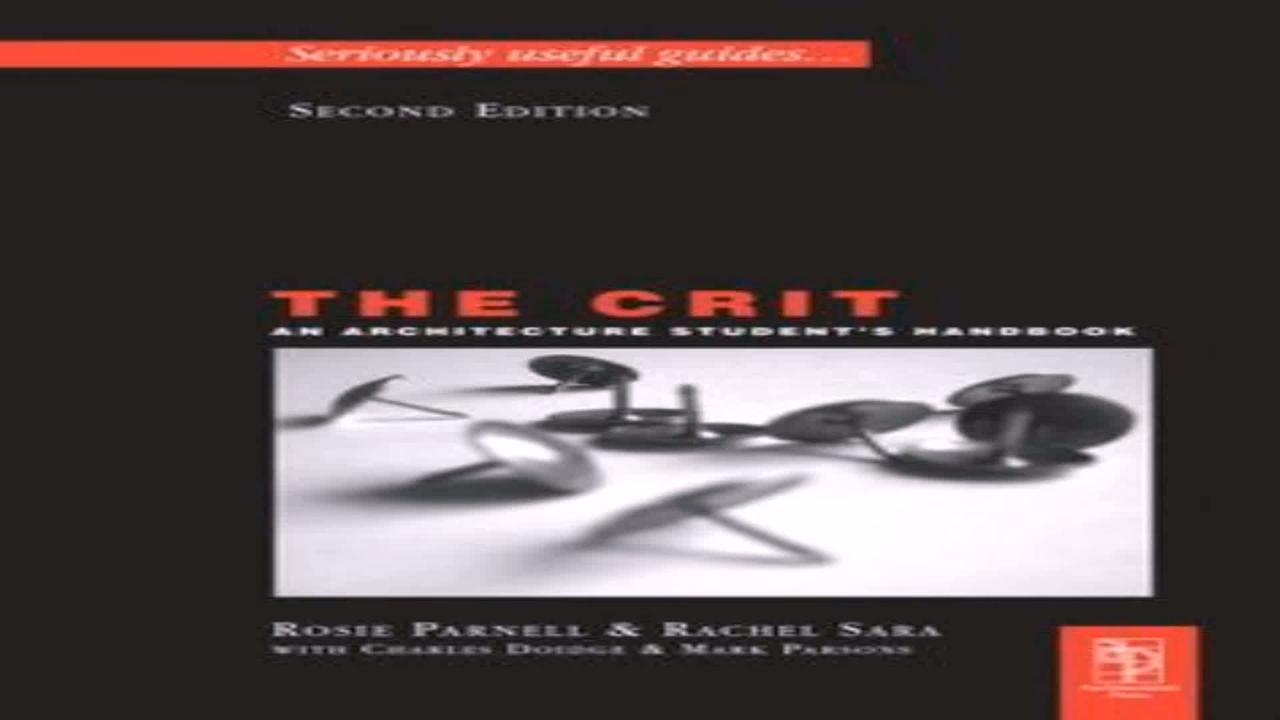 Seriously useful guides...
SECOND EDITION
THE CRIT
AN ARCHITECTURE STUDENT'S HANDBOOK
ROSIE PARNELL & RACHEL SARA
WITH CHARLES DOIDGE & MARK PARSONS